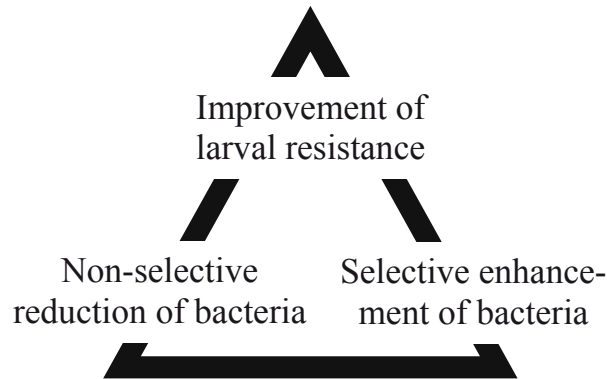 Improvement of
larval resistance
Non-selective
reduction of bacteria
Selective enhance-
ment of bacteria